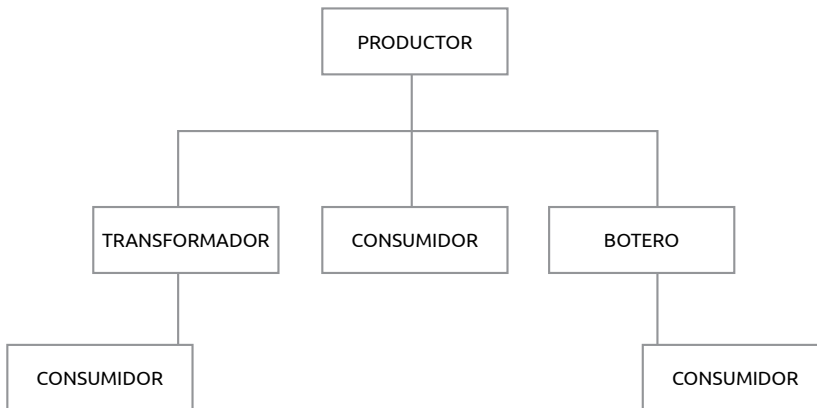 PRODUCTOR
TRANSFORMADOR
CONSUMIDOR
BOTERO
CONSUMIDOR
CONSUMIDOR